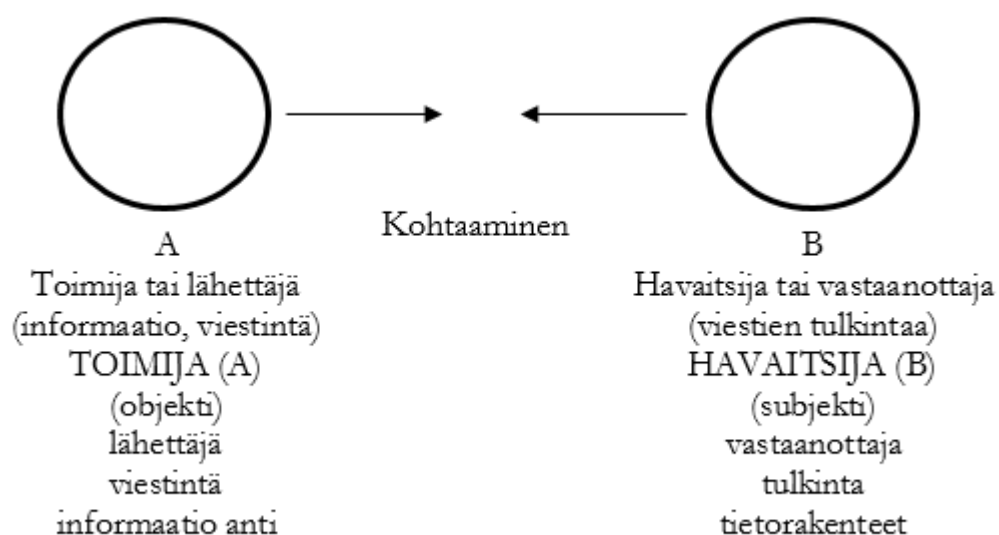 Kohtaaminen
A
Toimija tai lähettäjä
(informaatio, viestintä)
TOIMIJA (A)
(objekti)
lähettäjä
viestintä
informaatio anti
B
Havaitsija tai vastaanottaja
(viestien tulkintaa)
HAVAITSIJA (B)
(subjekti)
vastaanottaja
tulkinta
tietorakenteet